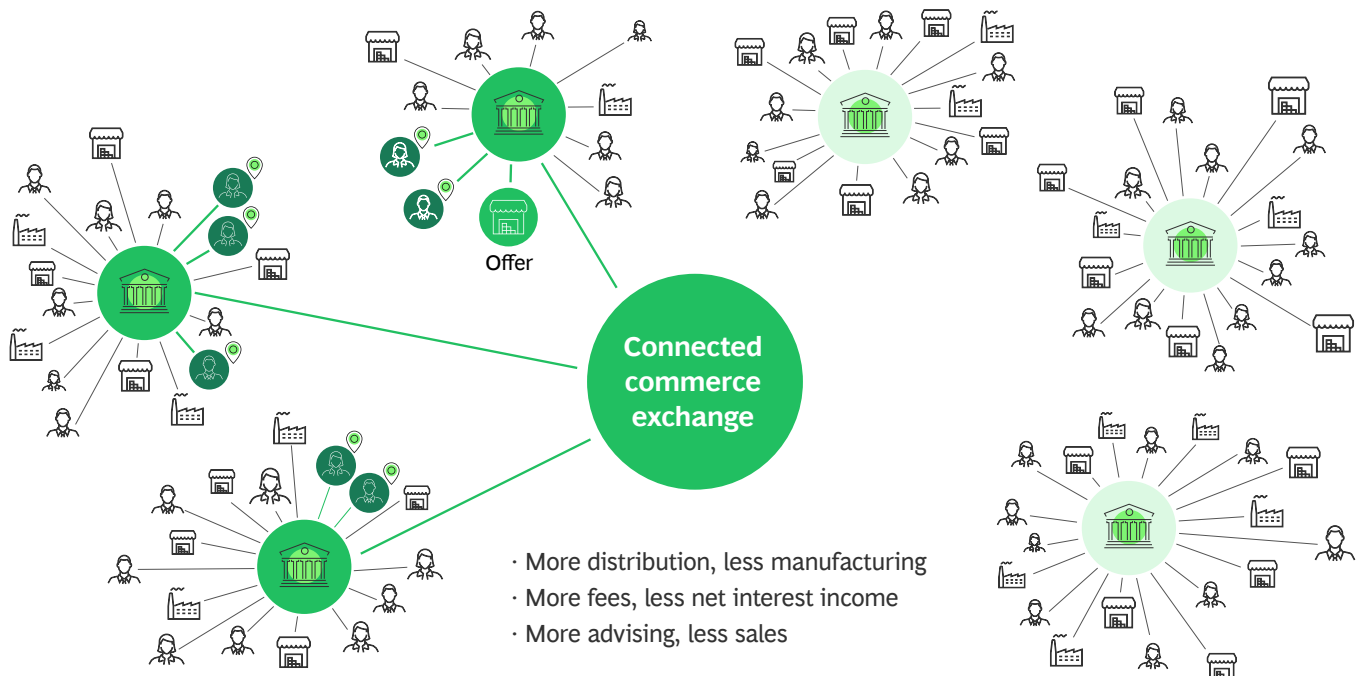 Offer
Connected
commerce
exchange
· More distribution, less manufacturing
· More fees, less net interest income
· More advising, less sales